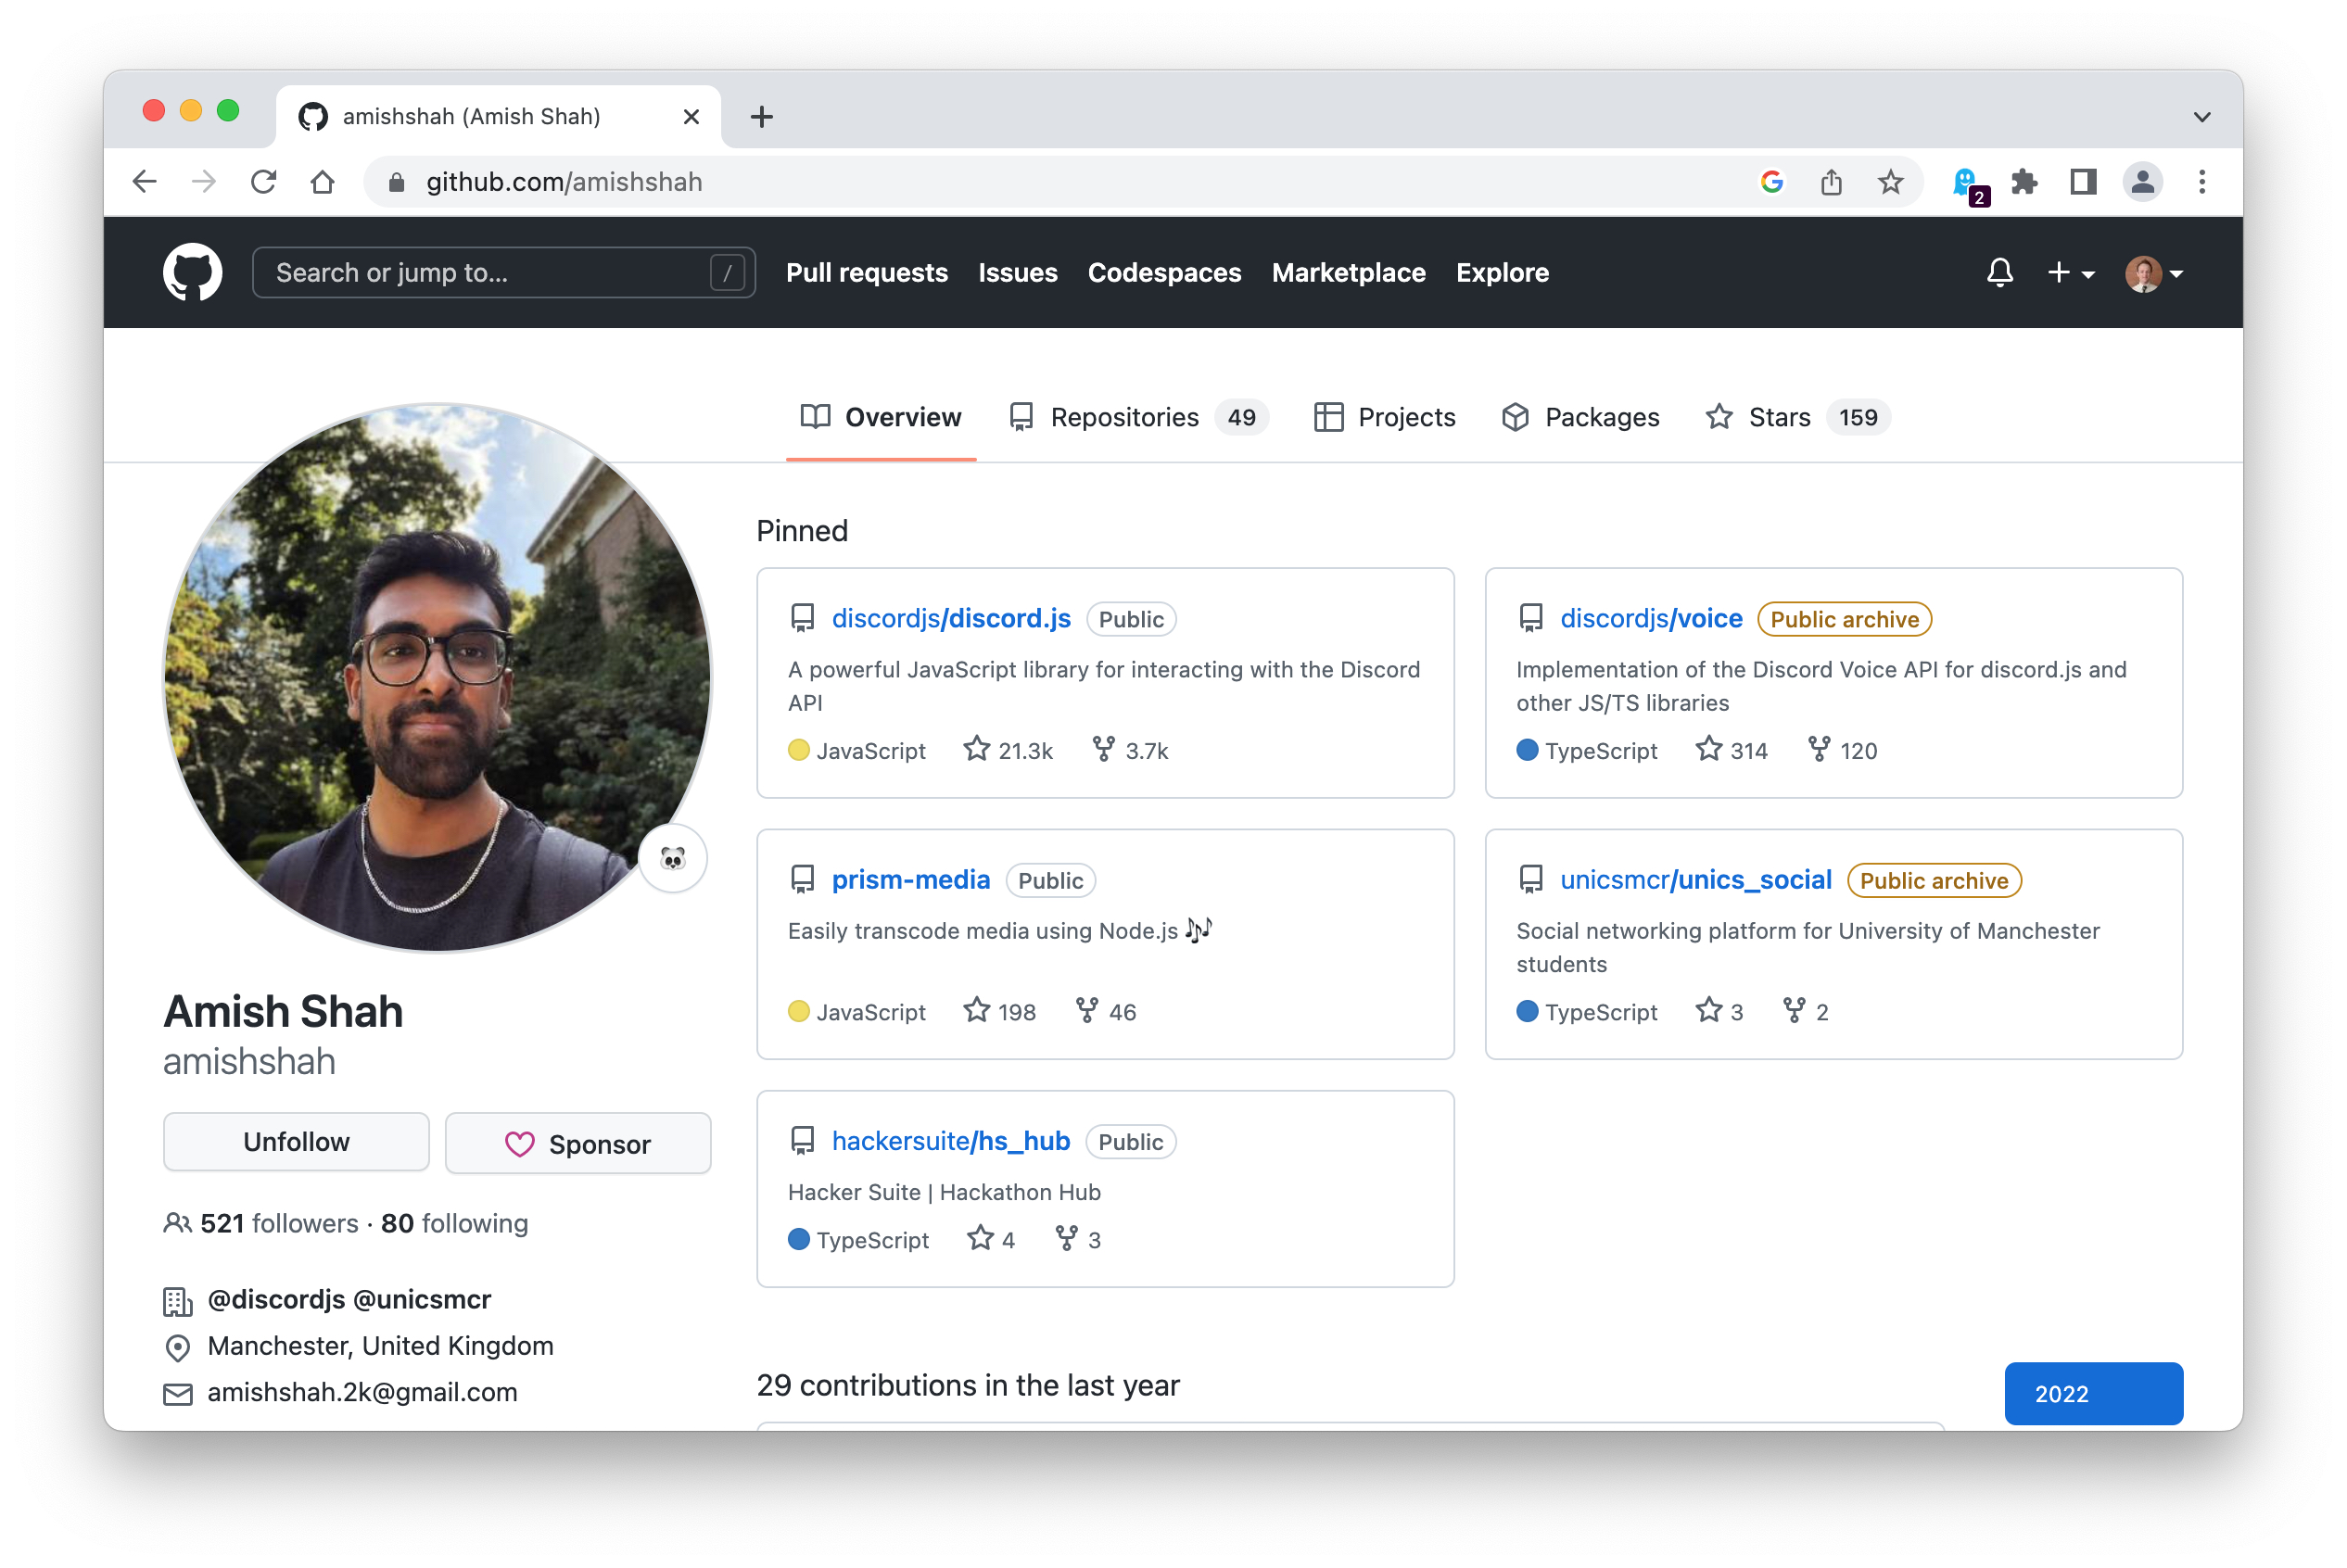 amishshah (Amish Shah)
github.com/amishshah
2
Search or jump to...
/
Pull requests Issues Codespaces Marketplace Explore
Overview Repositories 49 Projects Packages Stars 159
Amish Shah
amishshah
Unfollow
Sponsor
521 followers · 80 following
@discordjs @unicsmcr
Manchester, United Kingdom
amishshah.2k@gmail.com
Pinned
discordjs/discord.js Public
A powerful JavaScript library for interacting with the Discord
API
JavaScript 21.3k 3.7k
discordjs/voice Public archive
Implementation of the Discord Voice API for discord.js and
other JS/TS libraries
TypeScript 314 120
prism-media Public
Easily transcode media using Node.js 🎶
JavaScript 198 46
unicsmcr/unics_social Public archive
Social networking platform for University of Manchester
students
TypeScript 3 2
hackersuite/hs_hub Public
Hacker Suite | Hackathon Hub
TypeScript 4 3
29 contributions in the last year
2022